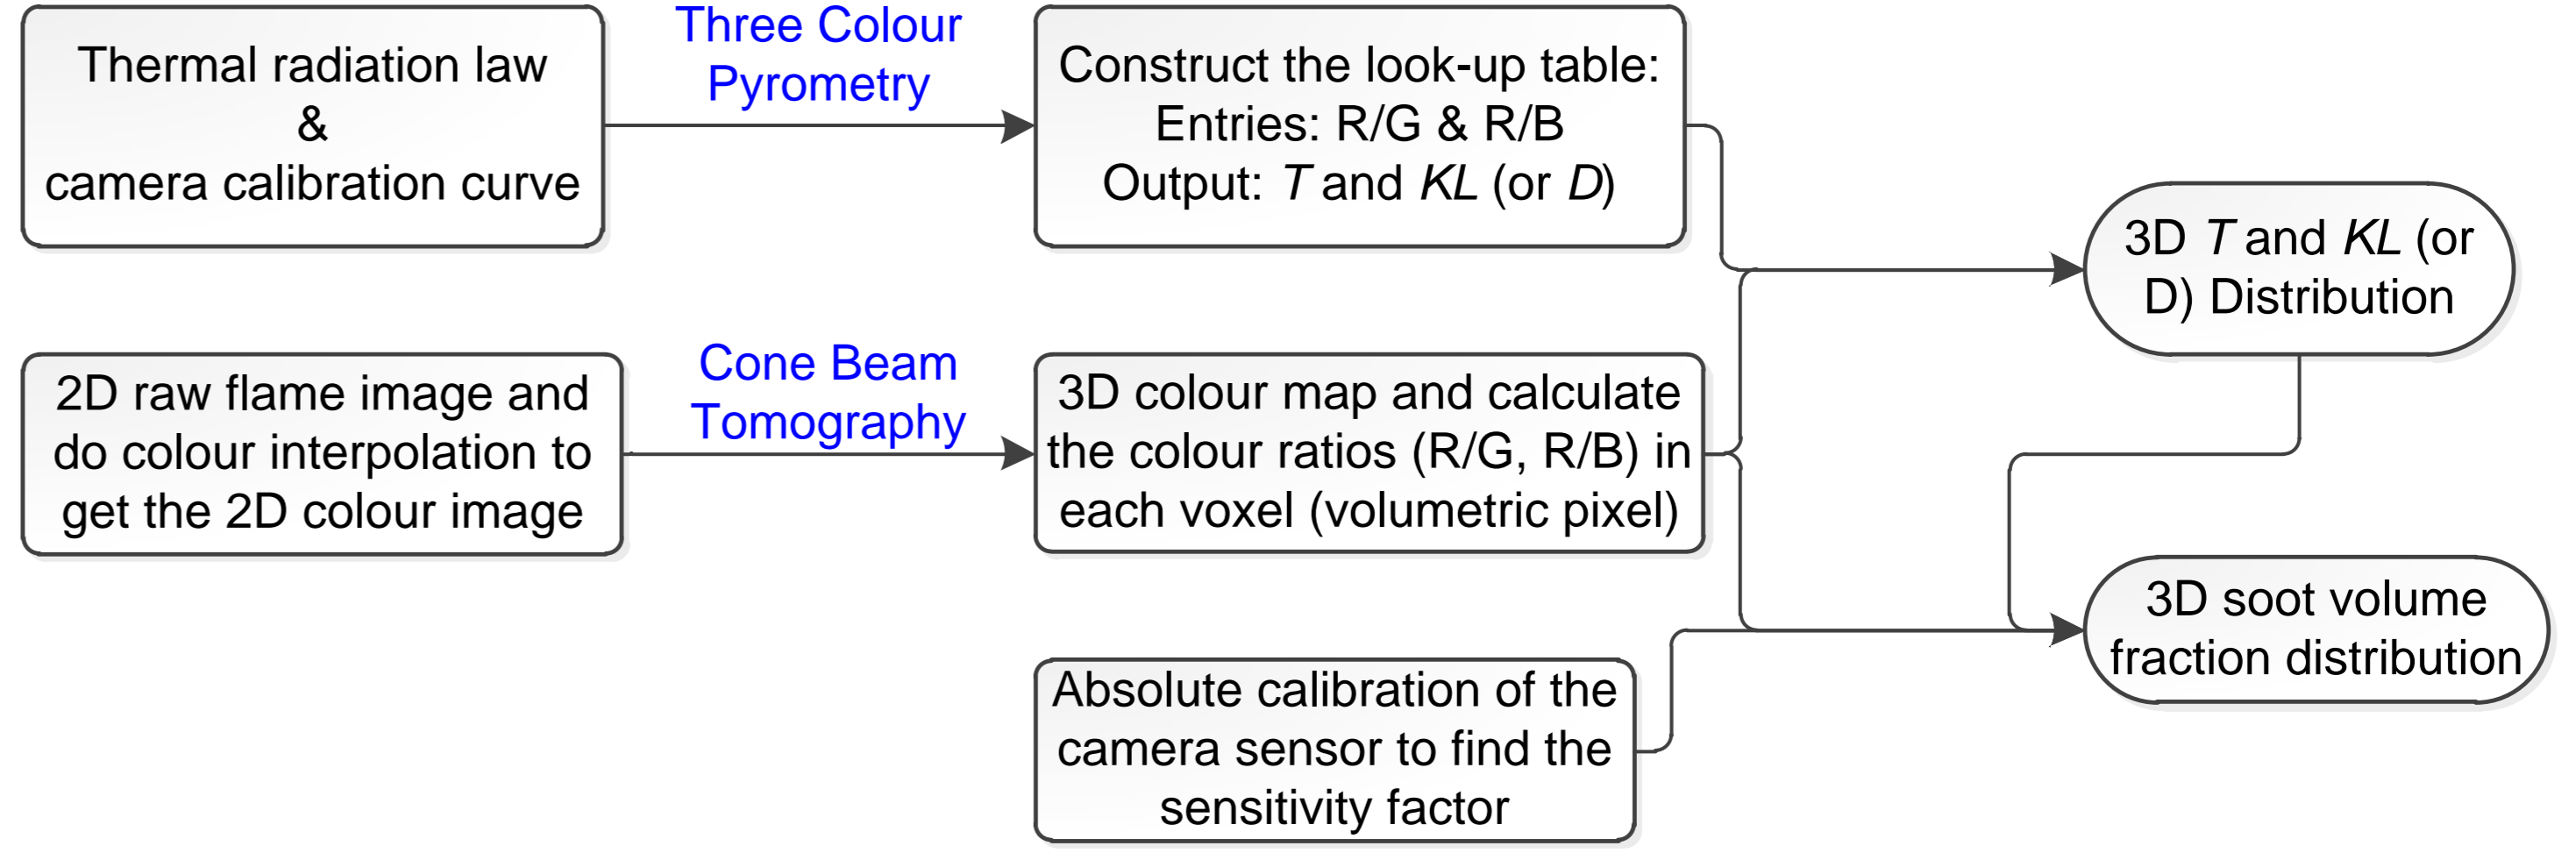 Thermal radiation law
&
camera calibration curve
Three Colour
Pyrometry
Construct the look-up table:
Entries: R/G & R/B
Output: T and KL (or D)
3D T and KL (or
D) Distribution
2D raw flame image and
do colour interpolation to
get the 2D colour image
Cone Beam
Tomography
3D colour map and calculate
the colour ratios (R/G, R/B) in
each voxel (volumetric pixel)
Absolute calibration of the
camera sensor to find the
sensitivity factor
3D soot volume
fraction distribution